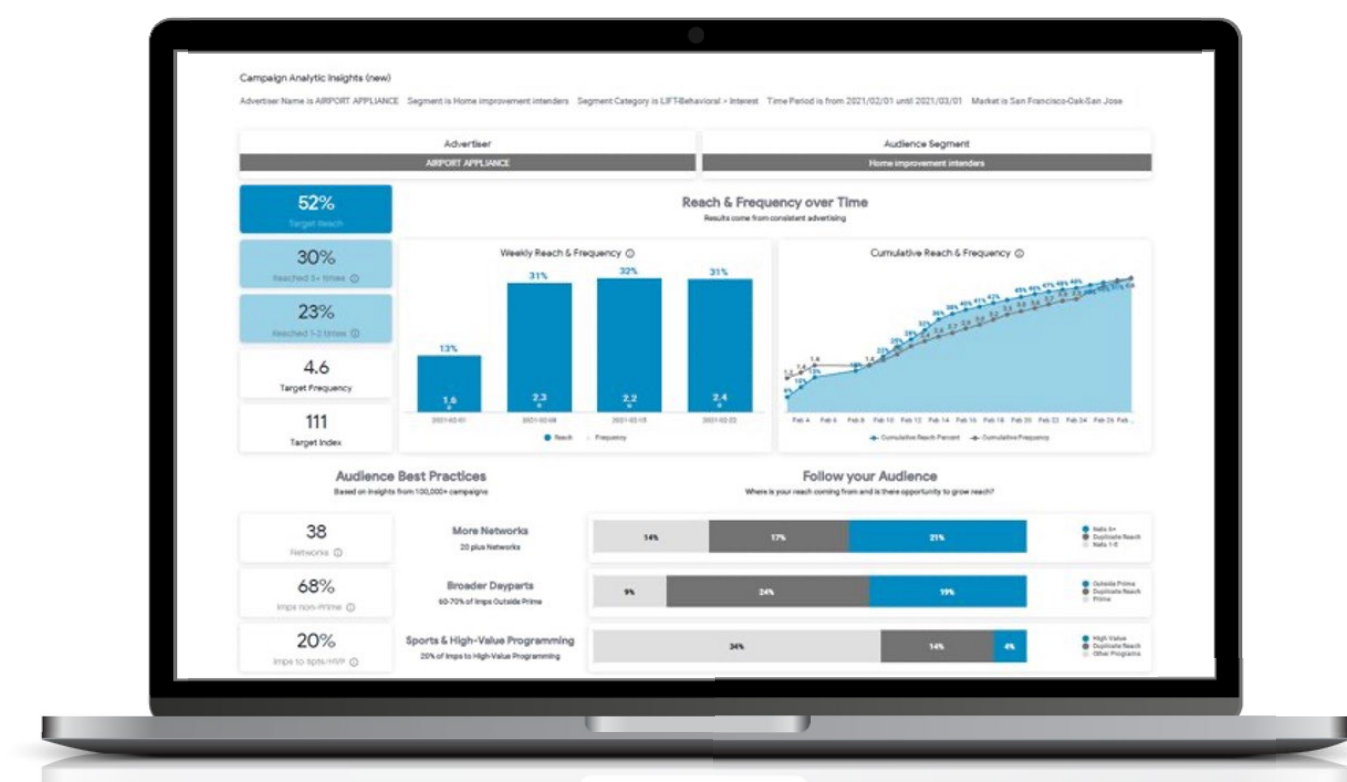 Campaign Analytic Insights (new)
Advertiser Name is AIRPORT APPLIANCE Segment is Home improvement intenders Segment Category is LIFT-Behavioral > Interest Time Period is from 2021/02/01 until 2021/03/01 Market is San Francisco-Oak-San Jose
Advertiser
AIRPORT APPLIANCE
Audience Segment
Home improvement intenders
52%
Target Reach
30%
Reached 3+ times
23%
Reached 1-2 times
4.6
Target Frequency
111
Target Index
Reach & Frequency over Time
Results come from consistent advertising
Weekly Reach & Frequency
13%
31%
32%
31%
1.6
2.3
2.2
2.4
2021-02-01
2021-02-08
2021-02-15
2021-02-22
Reach Frequency
Cumulative Reach & Frequency
Feb 4 Feb 6 Feb 8 Feb 10 Feb 12 Feb 14 Feb 16 Feb 18 Feb 20 Feb 22 Feb 24 Feb 26 Feb ...
Cumulative Reach Percent Cumulative Frequency
Audience Best Practices
Based on insights from 100,000+ campaigns
Follow your Audience
Where is your reach coming from and is there opportunity to grow reach?
38
Networks
More Networks
20 plus Networks
14% 17% 21%
Nets 6+
Duplicate Reach
Nets 1-5
68%
Imps non-Prime
Broader Dayparts
60-70% of Imps Outside Prime
9% 24% 19%
Outside Prime
Duplicate Reach
Prime
20%
Imps to Spts/HVP
Sports & High-Value Programming
20% of Imps to High-Value Programming
34% 14% 4%
High Value
Duplicate Reach
Other Programs